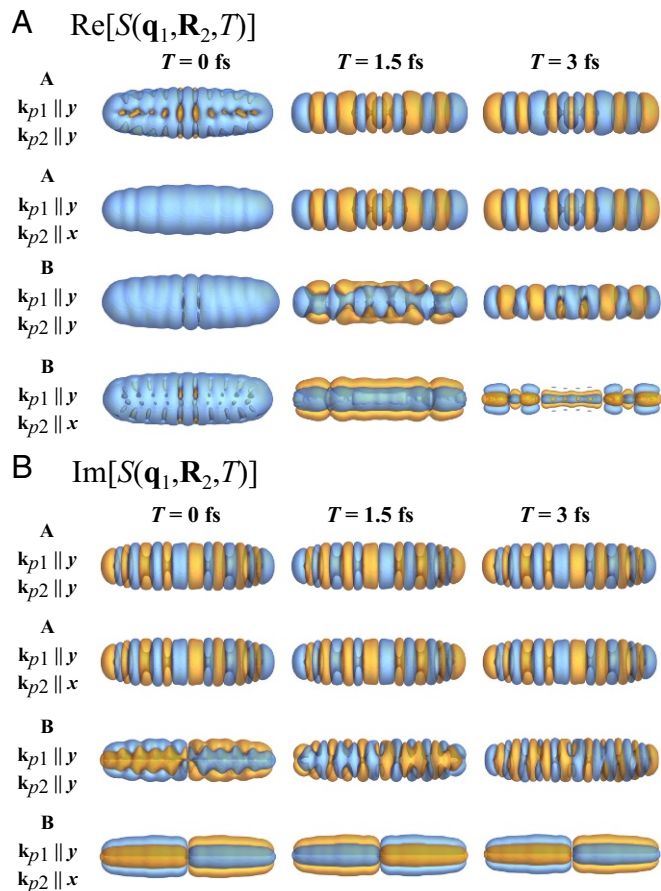 A Re[S(q₁,R₂,T)]
T = 0 fs T = 1.5 fs T = 3 fs
A
kₚ₁ || y
kₚ₂ || y
A
kₚ₁ || y
kₚ₂ || x
B
kₚ₁ || y
kₚ₂ || y
B
kₚ₁ || y
kₚ₂ || x
B Im[S(q₁,R₂,T)]
T = 0 fs T = 1.5 fs T = 3 fs
A
kₚ₁ || y
kₚ₂ || y
A
kₚ₁ || y
kₚ₂ || x
B
kₚ₁ || y
kₚ₂ || y
B
kₚ₁ || y
kₚ₂ || x